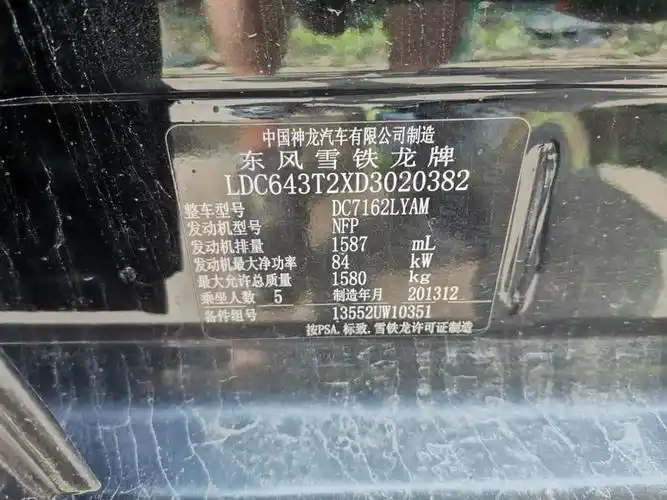 中国神龙汽车有限公司制造
东风雪铁龙牌
LDC643T2XD3020382
整车型号 DC7162LYAM
发动机型号 NFP
发动机排量 1587 mL
发动机最大净功率 84 kW
最大允许总质量 1580 kg
乘坐人数 5 制造年月 201312
备件组号 13552UW10351
按PSA.标致.雪铁龙许可证制造